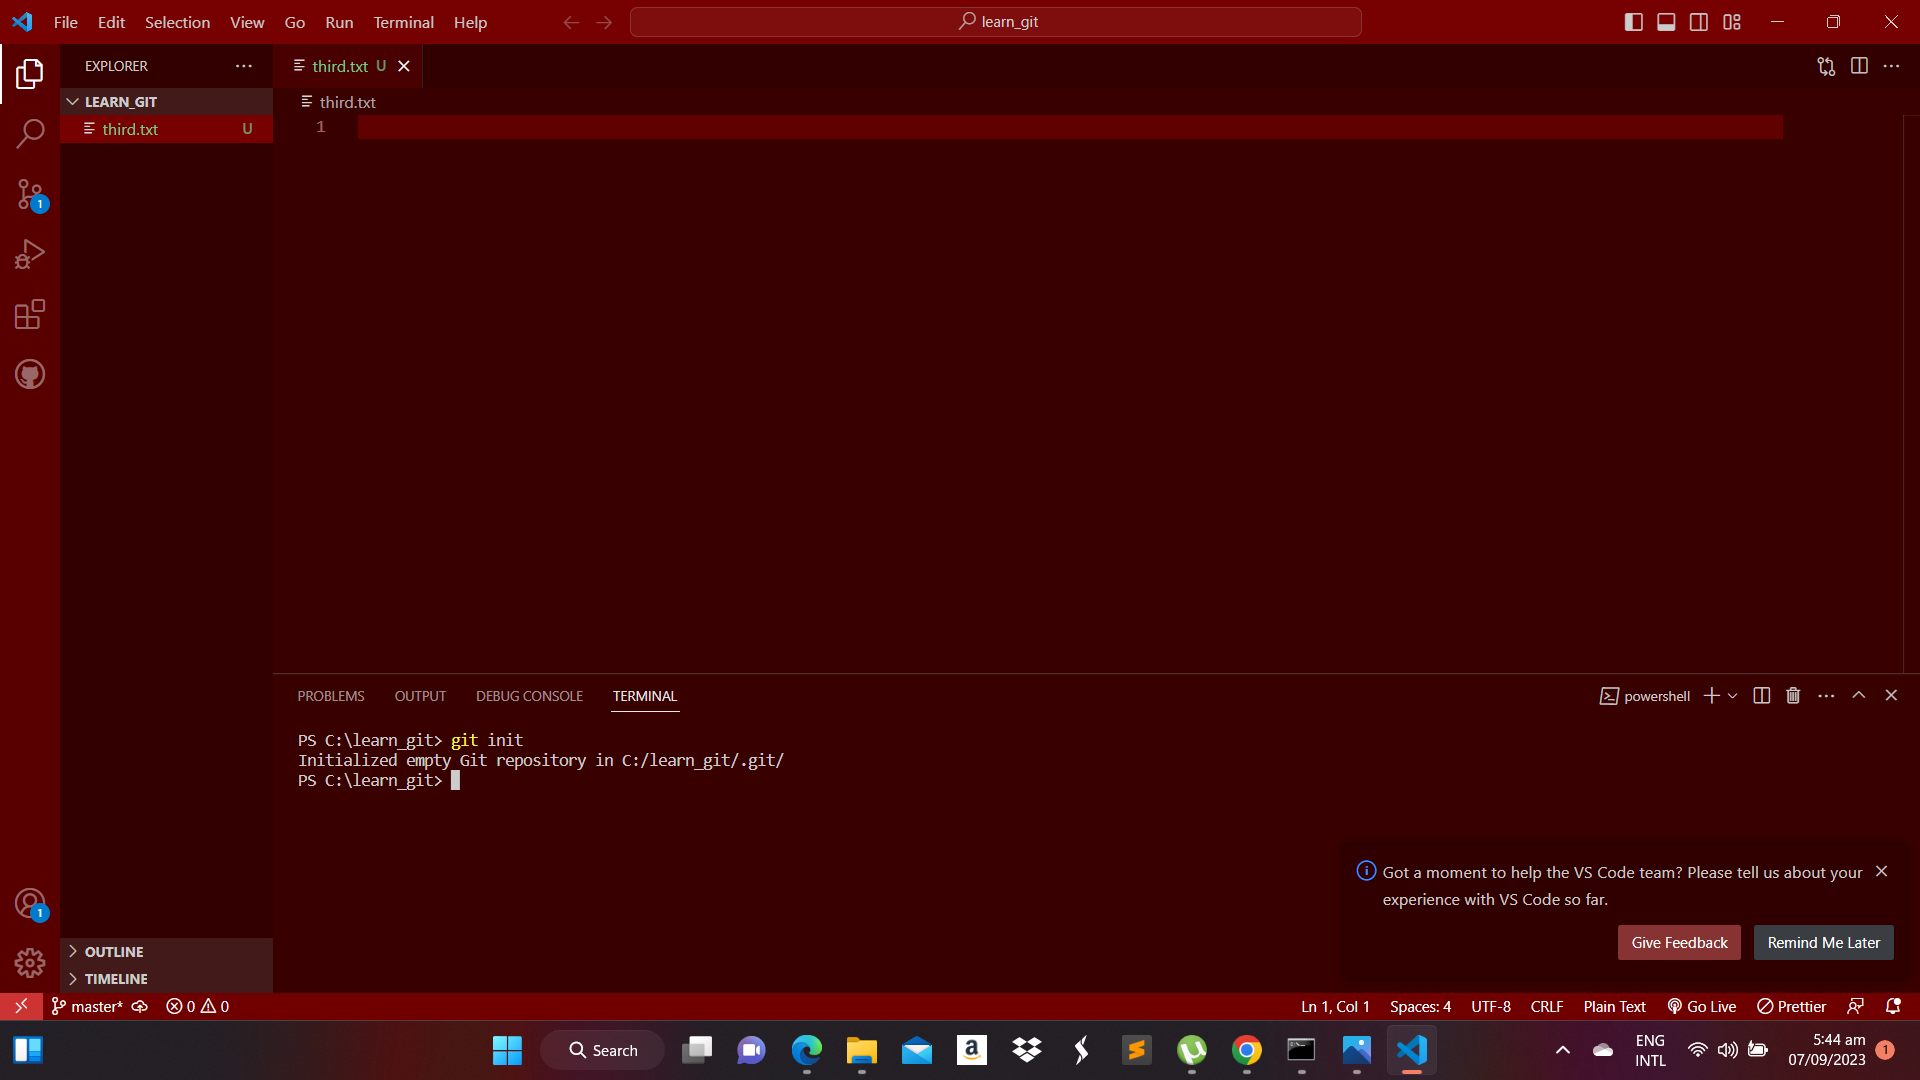 File Edit Selection View Go Run Terminal Help learn_git
EXPLORER
third.txt U
LEARN_GIT
third.txt
third.txt U
1
1
PROBLEMS OUTPUT DEBUG CONSOLE TERMINAL
powershell
PS C:\learn_git> git init
Initialized empty Git repository in C:/learn_git/.git/
PS C:\learn_git>
Got a moment to help the VS Code team? Please tell us about your
experience with VS Code so far.
Give Feedback Remind Me Later
1
OUTLINE
TIMELINE
master* 0 0 Ln 1, Col 1 Spaces: 4 UTF-8 CRLF Plain Text Go Live Prettier
Search
a
ENG
INTL
5:44 am
07/09/2023
1